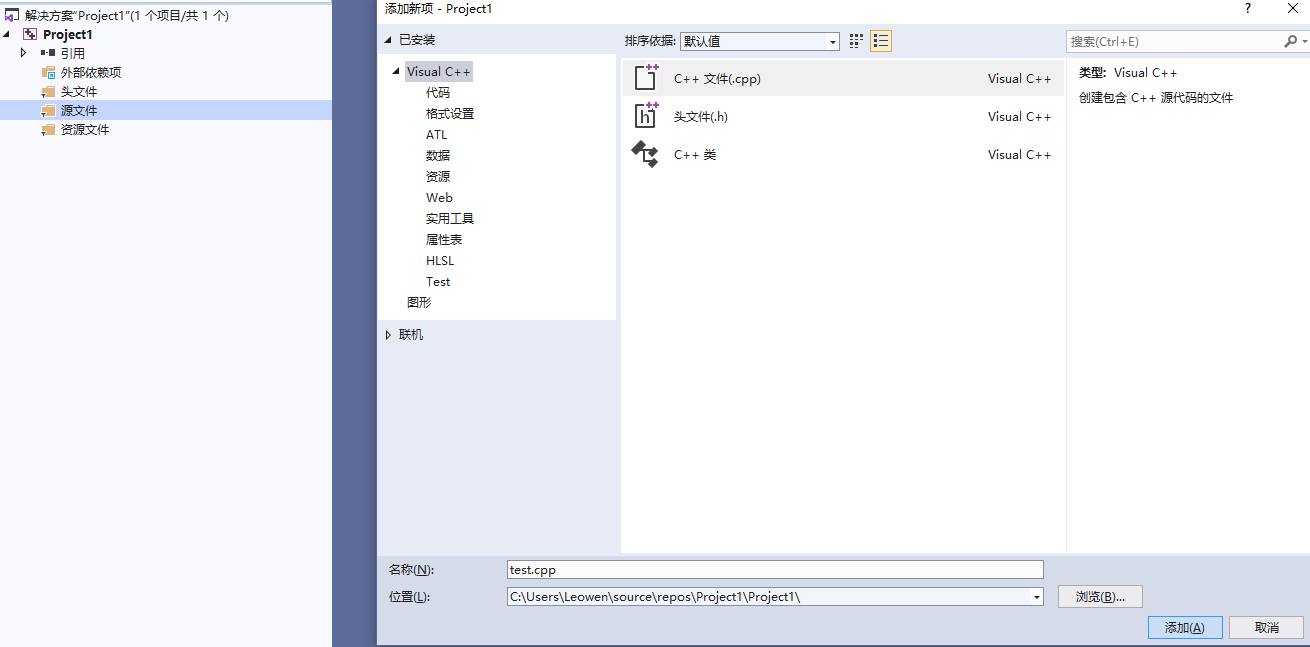 解决方案"Project1"(1 个项目/共 1 个)
Project1
引用
外部依赖项
头文件
源文件
资源文件
添加新项 - Project1
?
已安装
Visual C++
代码
格式设置
ATL
数据
资源
Web
实用工具
属性表
HLSL
Test
图形
联机
排序依据: 默认值
C++ 文件(.cpp) Visual C++
头文件(.h) Visual C++
C++ 类 Visual C++
搜索(Ctrl+E)
类型: Visual C++
创建包含 C++ 源代码的文件
名称(N): test.cpp
位置(L): C:\Users\Leowen\source\repos\Project1\Project1\
浏览(B)...
添加(A) 取消